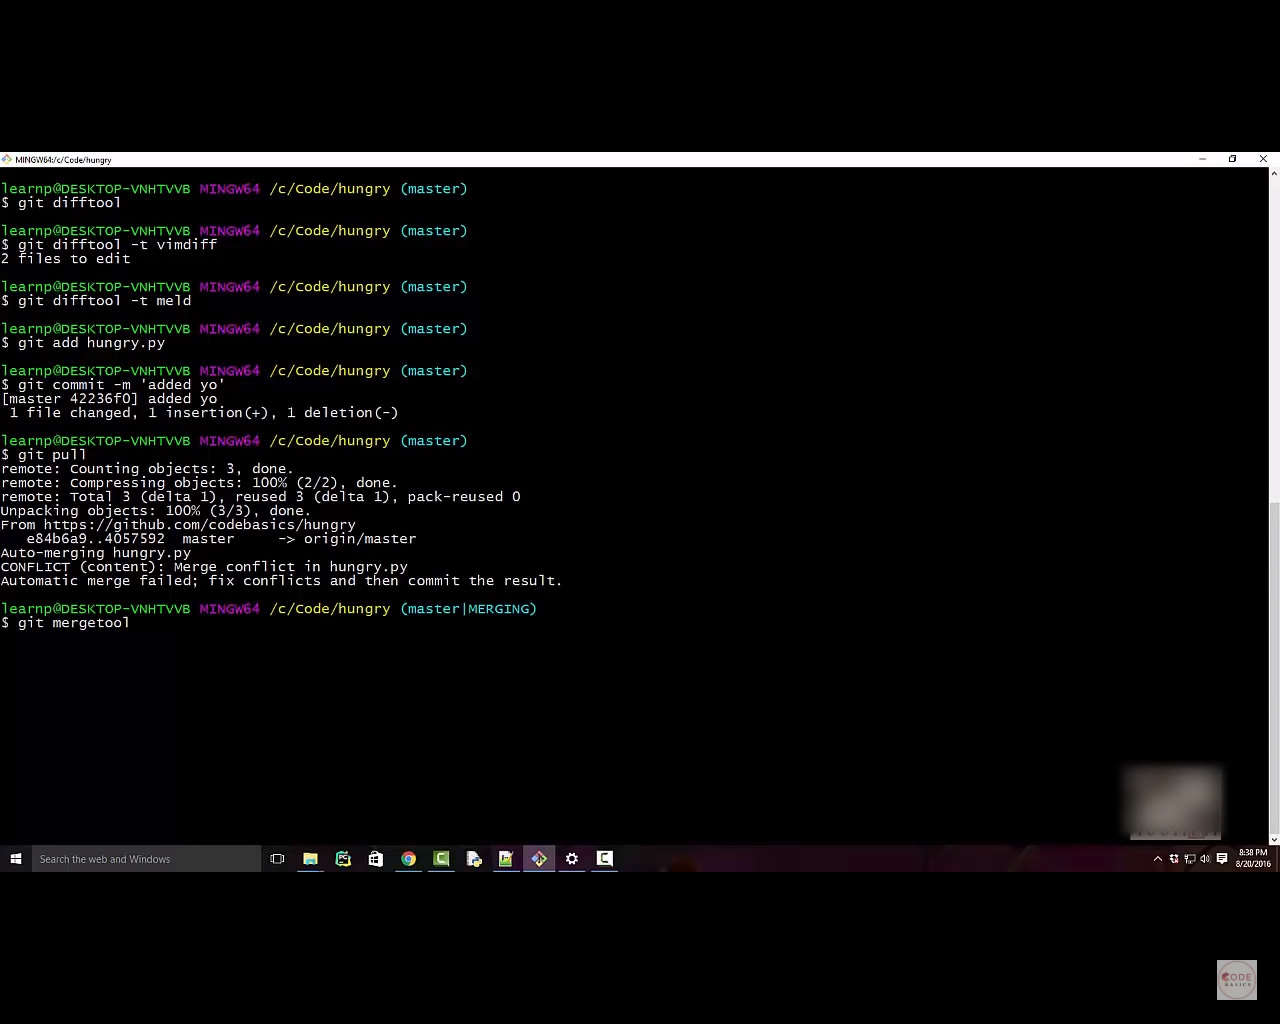 MINGW64:/c/Code/hungry
learnp@DESKTOP-VNHTVVB MINGW64 /c/Code/hungry (master)
$ git difftool
learnp@DESKTOP-VNHTVVB MINGW64 /c/Code/hungry (master)
$ git difftool -t vimdiff
2 files to edit
learnp@DESKTOP-VNHTVVB MINGW64 /c/Code/hungry (master)
$ git difftool -t meld
learnp@DESKTOP-VNHTVVB MINGW64 /c/Code/hungry (master)
$ git add hungry.py
learnp@DESKTOP-VNHTVVB MINGW64 /c/Code/hungry (master)
$ git commit -m 'added yo'
[master 42236f0] added yo
1 file changed, 1 insertion(+), 1 deletion(-)
learnp@DESKTOP-VNHTVVB MINGW64 /c/Code/hungry (master)
$ git pull
remote: Counting objects: 3, done.
remote: Compressing objects: 100% (2/2), done.
remote: Total 3 (delta 1), reused 3 (delta 1), pack-reused 0
Unpacking objects: 100% (3/3), done.
From https://github.com/codebasics/hungry
e84b6a9..4057592 master -> origin/master
Auto-merging hungry.py
CONFLICT (content): Merge conflict in hungry.py
Automatic merge failed; fix conflicts and then commit the result.
learnp@DESKTOP-VNHTVVB MINGW64 /c/Code/hungry (master|MERGING)
$ git mergetool
Search the web and Windows
8:38 PM
8/20/2016
CODE
BASICS